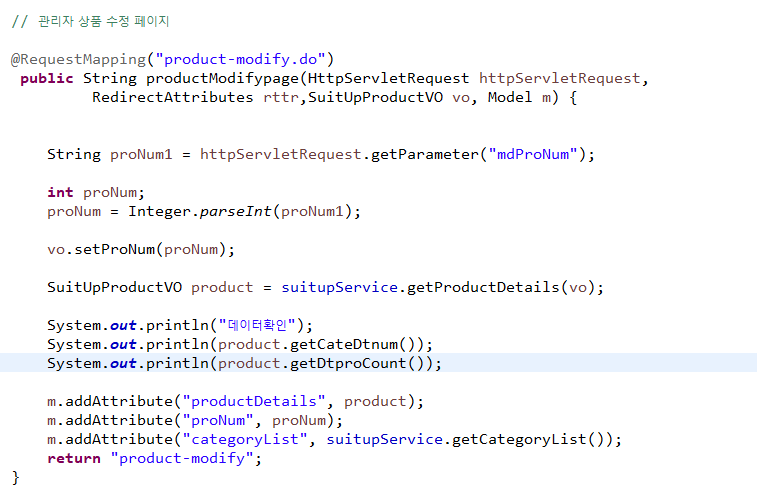 // 관리자 상품 수정 페이지
@RequestMapping("product-modify.do")
public String productModifypage(HttpServletRequest httpServletRequest,
RedirectAttributes rttr,SuitUpProductVO vo, Model m) {
String proNum1 = httpServletRequest.getParameter("mdProNum");
int proNum;
proNum = Integer.parseInt(proNum1);
vo.setProNum(proNum);
SuitUpProductVO product = suitupService.getProductDetails(vo);
System.out.println("데이터확인");
System.out.println(product.getCateDtnum());
System.out.println(product.getDtproCount());
m.addAttribute("productDetails", product);
m.addAttribute("proNum", proNum);
m.addAttribute("categoryList", suitupService.getCategoryList());
return "product-modify";
}